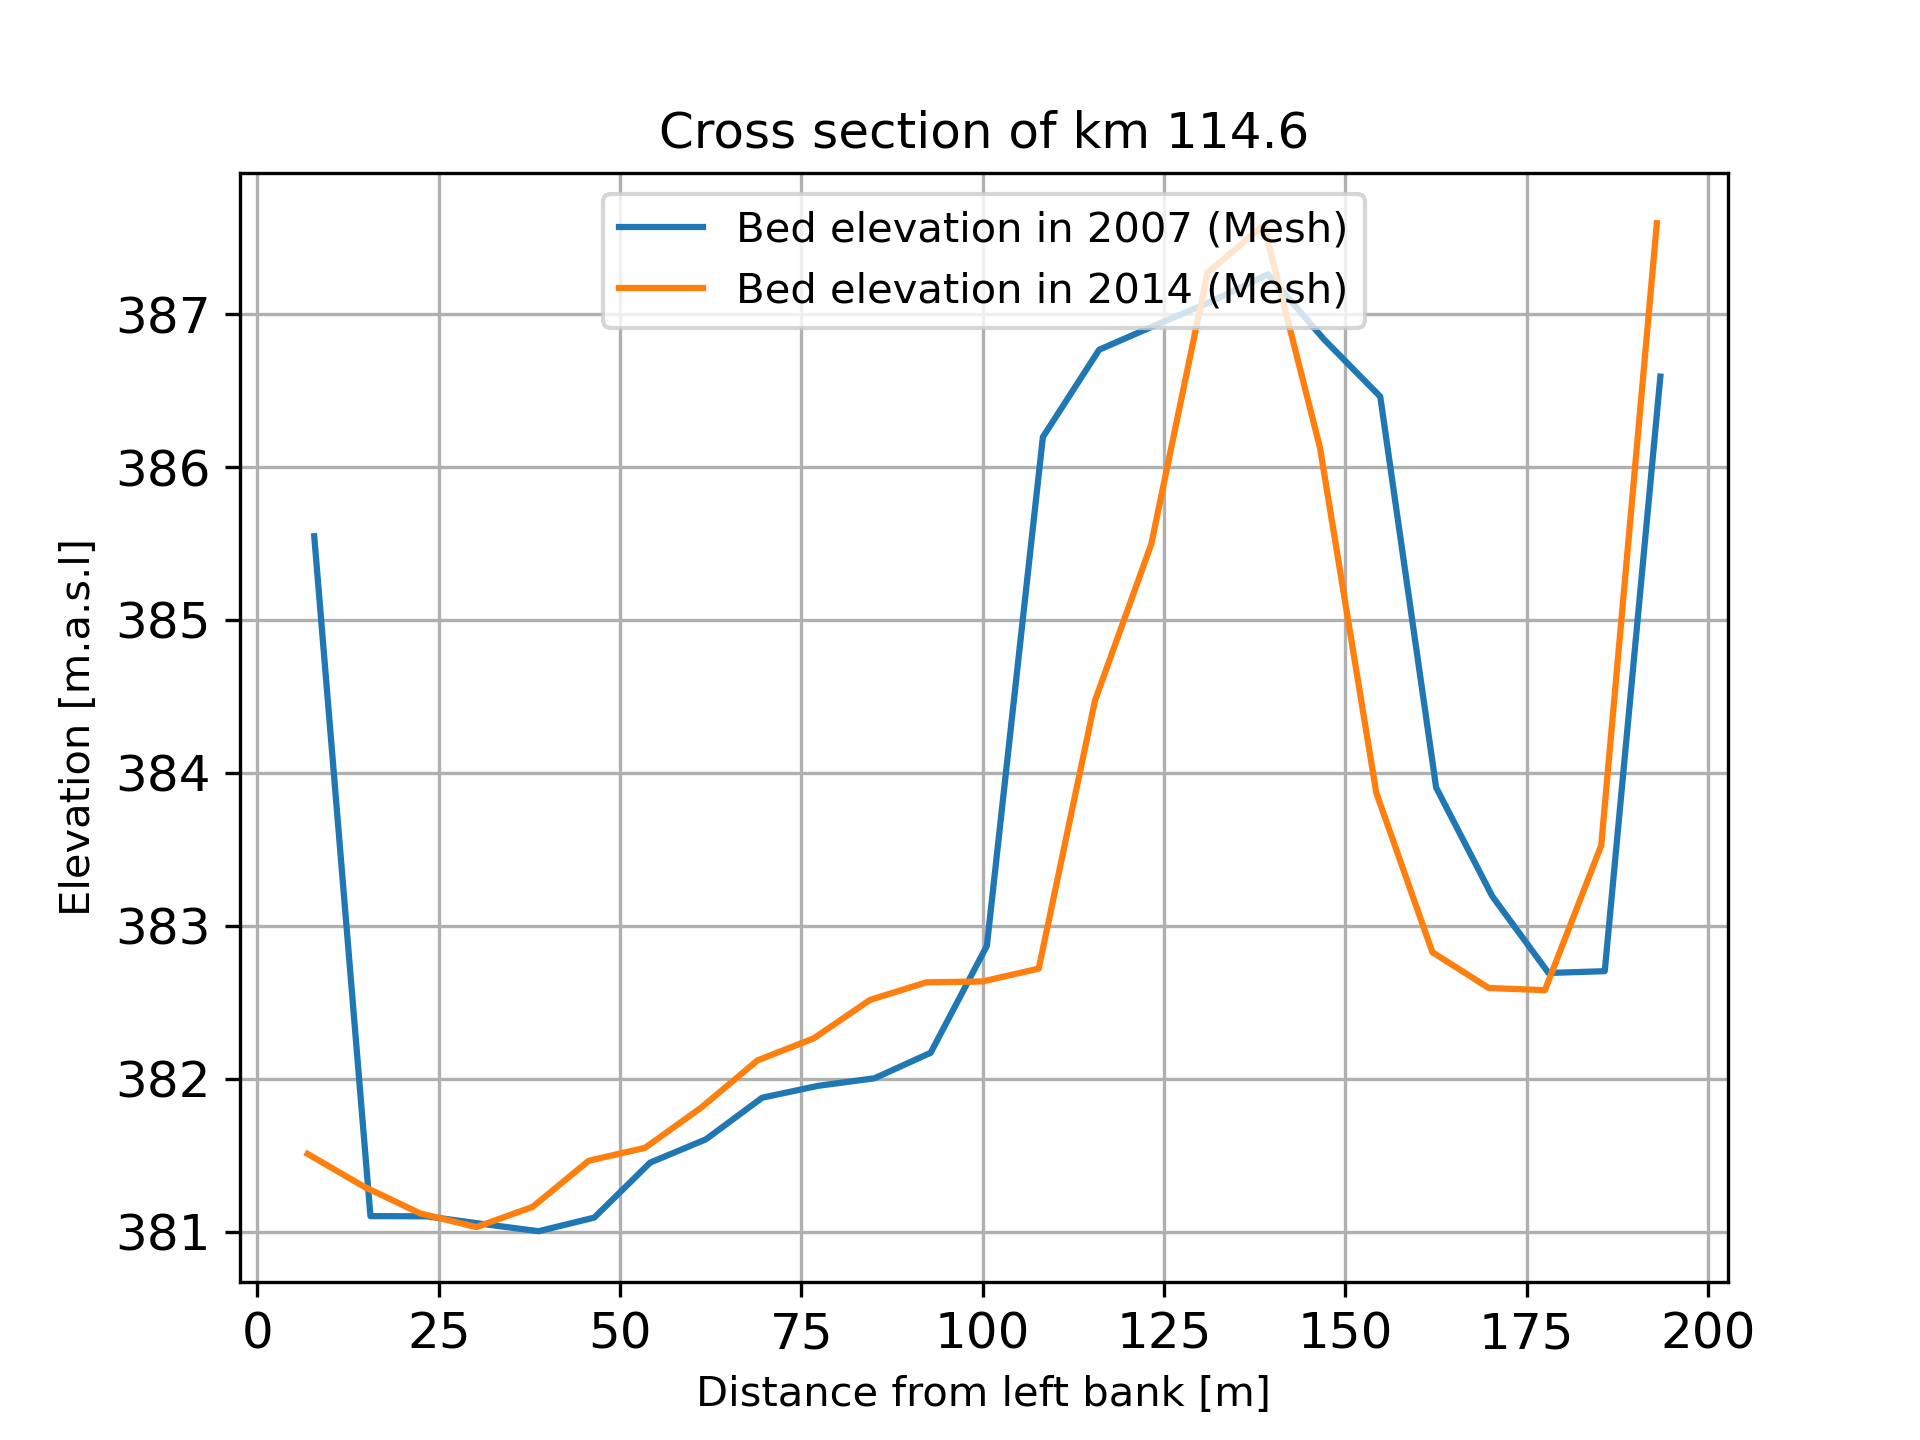 Cross section of km 114.6
Bed elevation in 2007 (Mesh)
Bed elevation in 2014 (Mesh)
387
386
385
384
383
382
381
Elevation [m.a.s.l]
0 25 50 75 100 125 150 175 200
Distance from left bank [m]